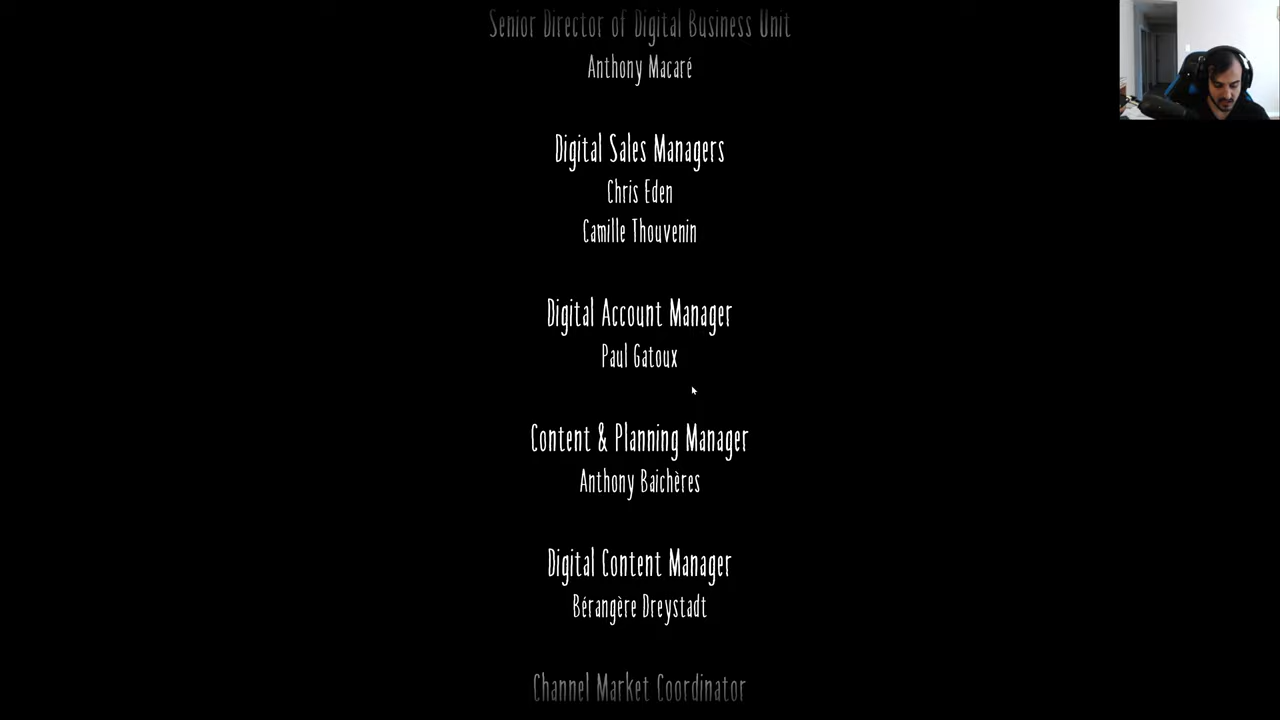 Senior Director of Digital Business Unit
Anthony Macaré
Digital Sales Managers
Chris Eden
Camille Thouvenin
Digital Account Manager
Paul Gatoux
Content & Planning Manager
Anthony Baichères
Digital Content Manager
Bérangère Dreystadt
Channel Market Coordinator